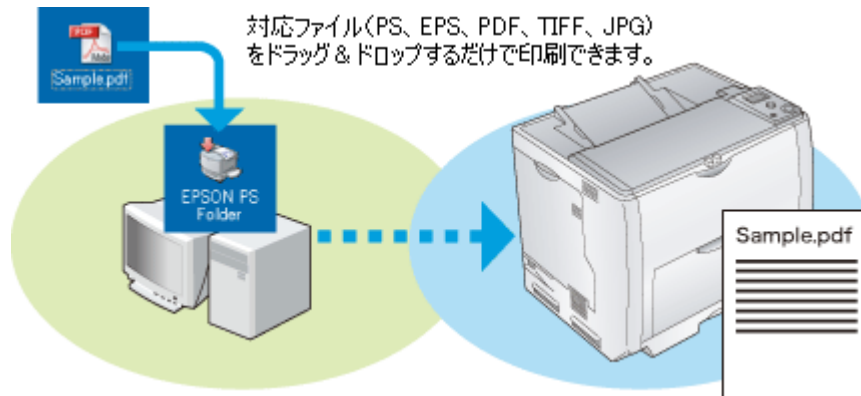 対応ファイル(PS、EPS、PDF、TIFF、JPG)
をドラッグ&ドロップするだけで印刷できます。
PDF
Adobe
Sample.pdf
EPSON PS
Folder
Sample.pdf